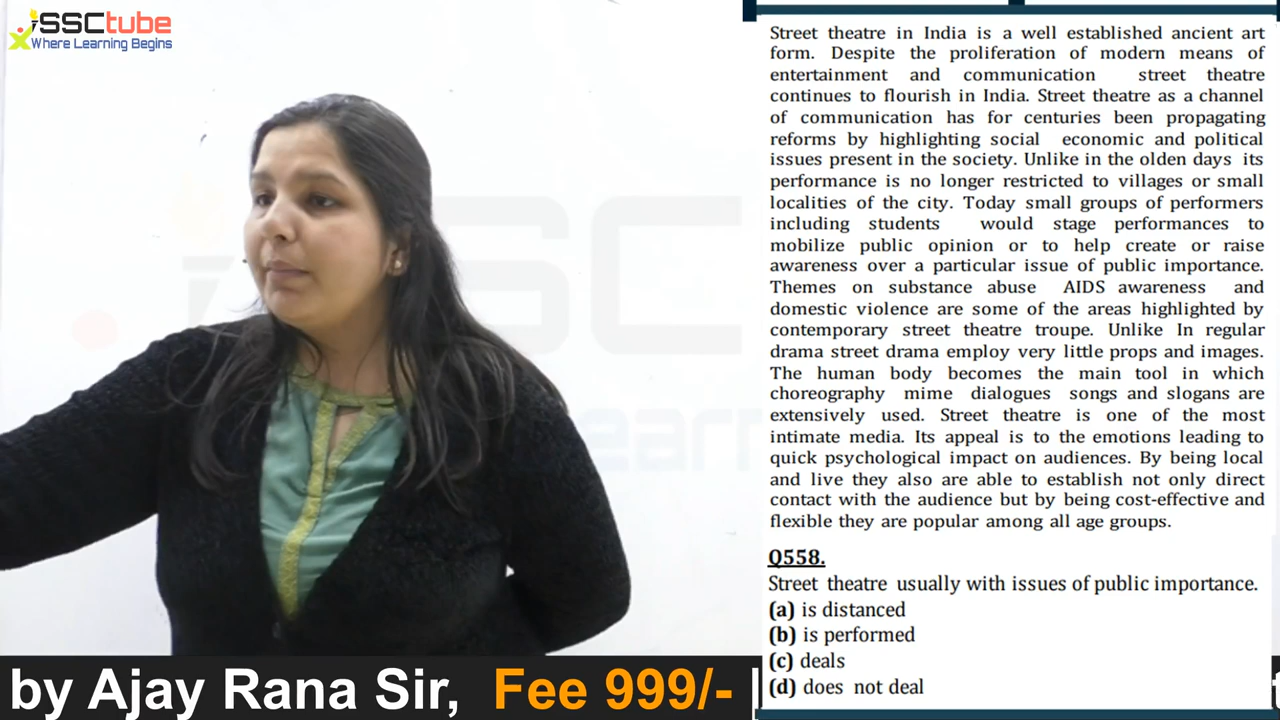 SSCtube
Where Learning Begins
Street theatre in India is a well established ancient art
form. Despite the proliferation of modern means of
entertainment and communication street theatre
continues to flourish in India. Street theatre as a channel
of communication has for centuries been propagating
reforms by highlighting social economic and political
issues present in the society. Unlike in the olden days its
performance is no longer restricted to villages or small
localities of the city. Today small groups of performers
including students would stage performances to
mobilize public opinion or to help create or raise
awareness over a particular issue of public importance.
Themes on substance abuse AIDS awareness and
domestic violence are some of the areas highlighted by
contemporary street theatre troupe. Unlike In regular
drama street drama employ very little props and images.
The human body becomes the main tool in which
choreography mime dialogues songs and slogans are
extensively used. Street theatre is one of the most
intimate media. Its appeal is to the emotions leading to
quick psychological impact on audiences. By being local
and live they also are able to establish not only direct
contact with the audience but by being cost-effective and
flexible they are popular among all age groups.
Q558.
Street theatre usually with issues of public importance.
(a) is distanced
(b) is performed
(c) deals
(d) does not deal
by Ajay Rana Sir, Fee 999/- |